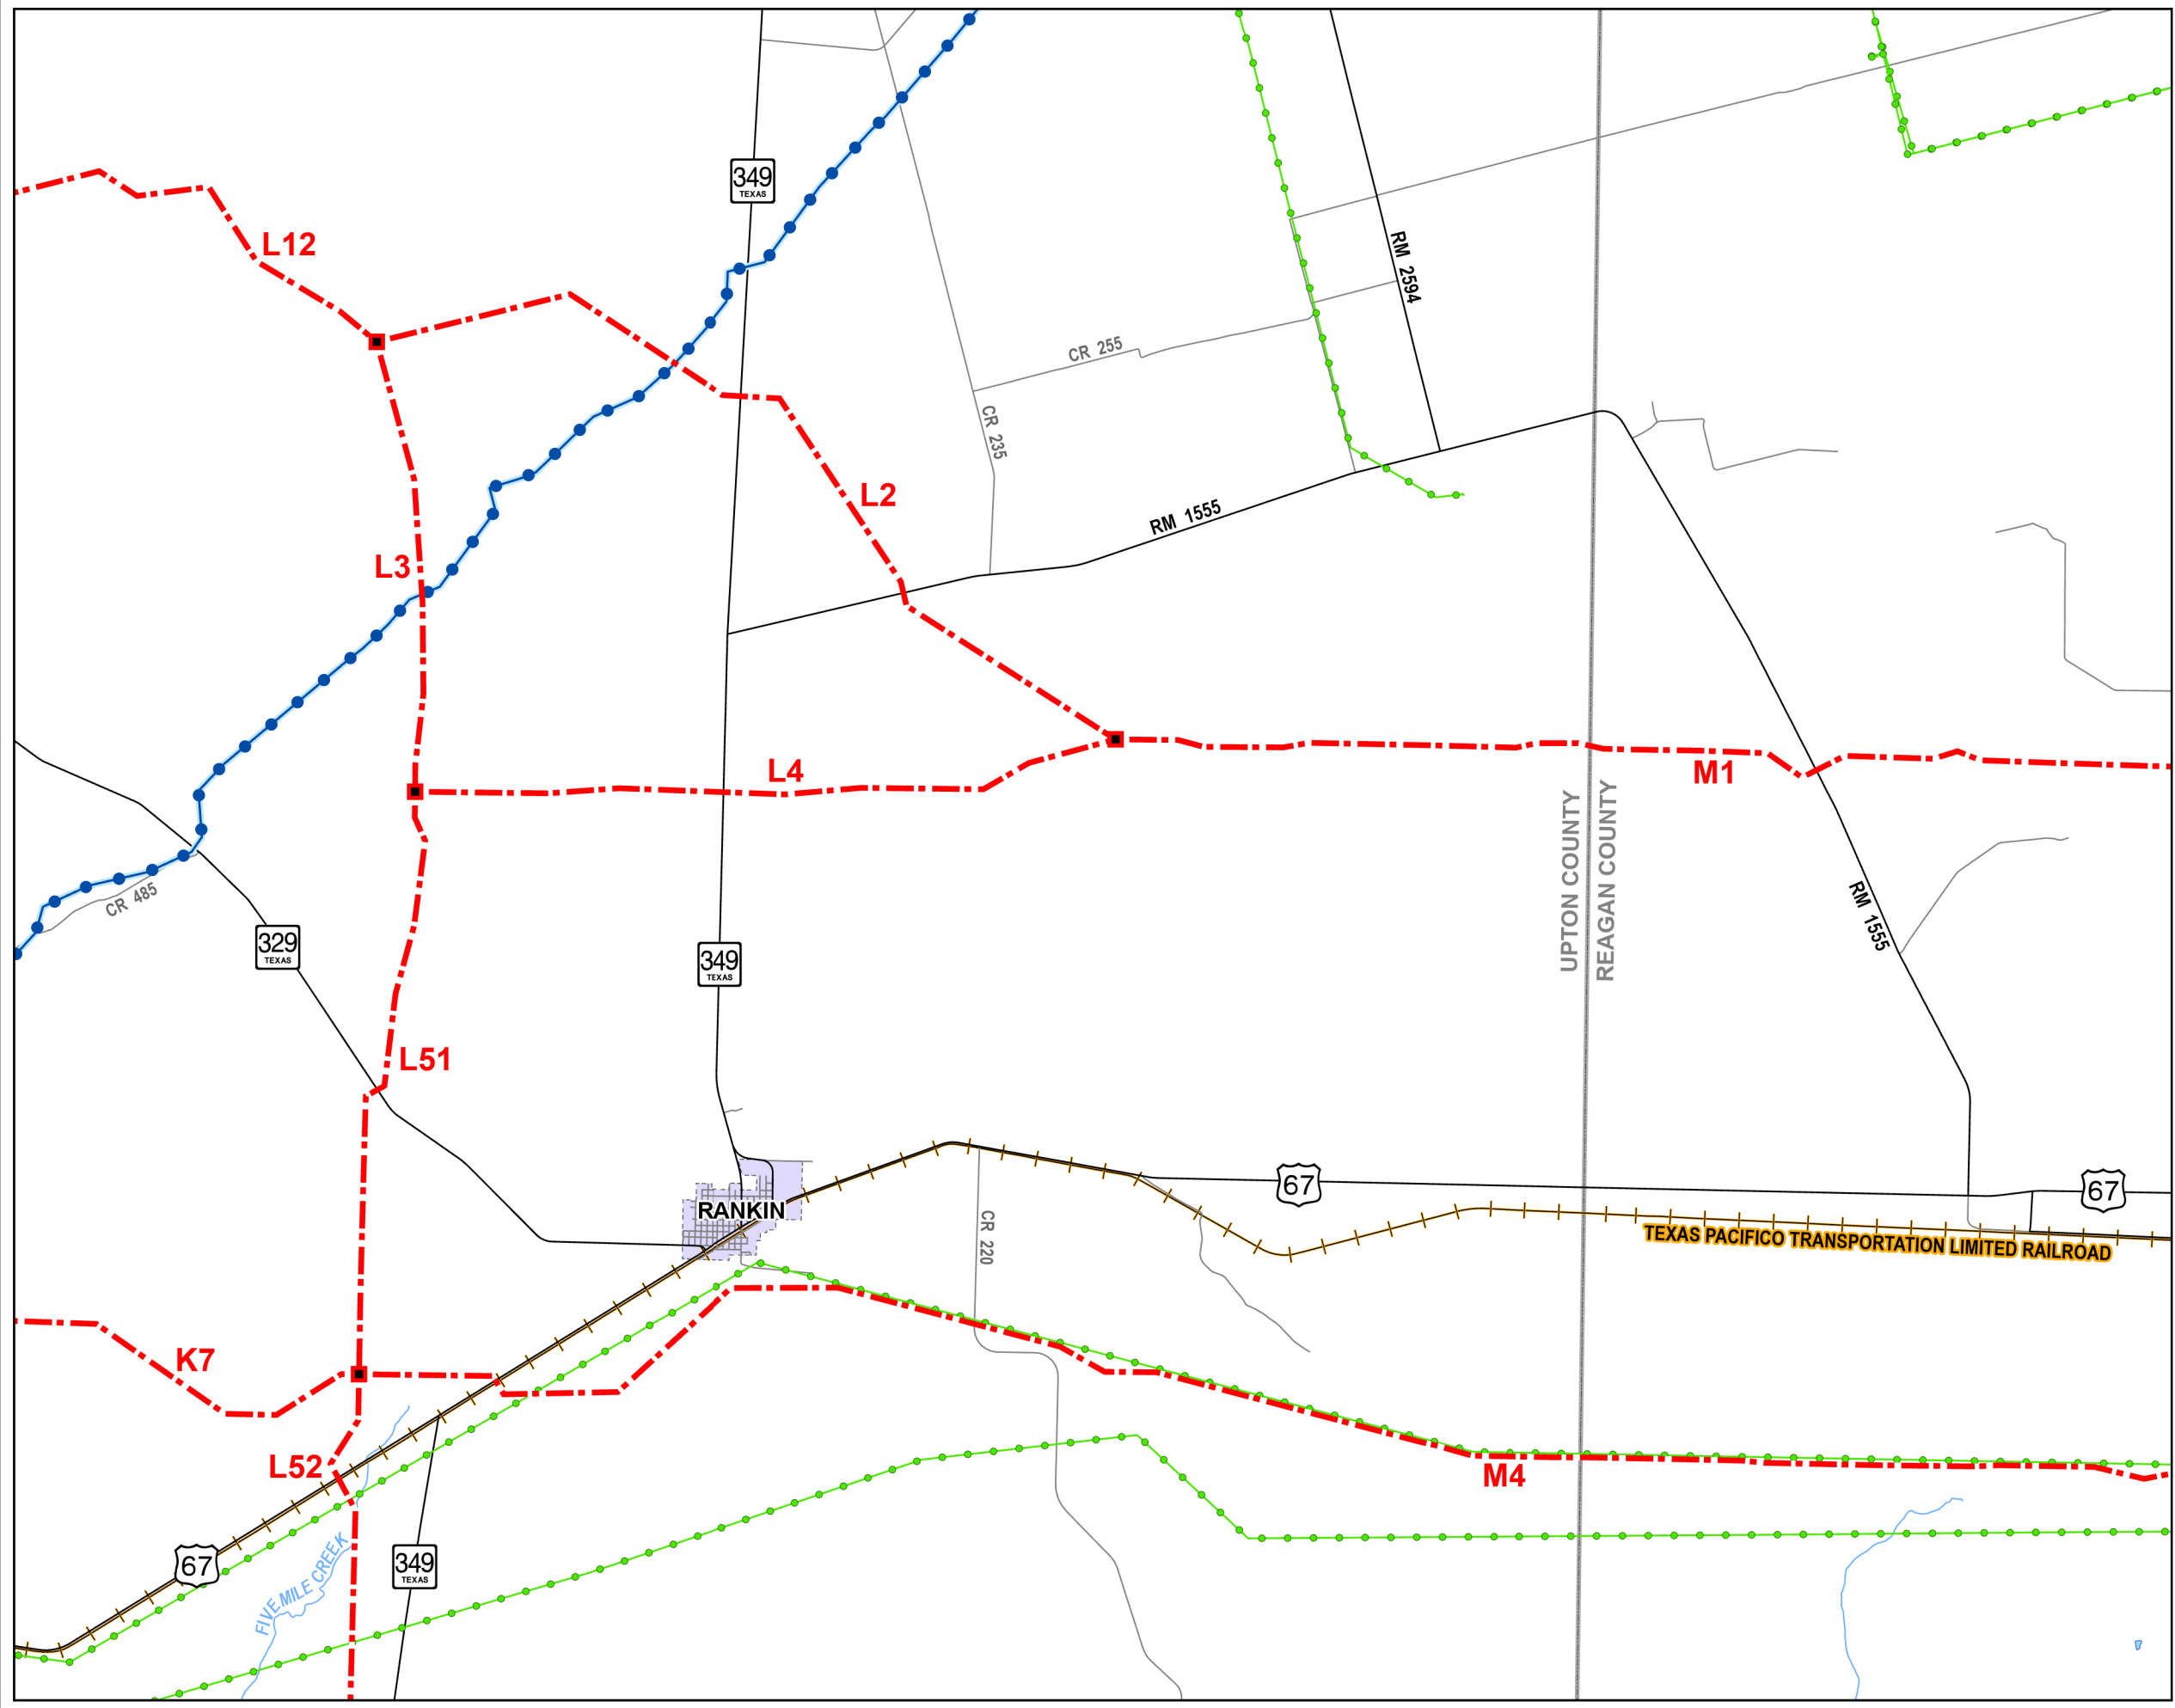 349
TEXAS
L12
RM 2594
CR 255
CR 235
L2
RM 1555
L3
L4
M1
UPTON COUNTY
REAGAN COUNTY
CR 485
329
TEXAS
349
TEXAS
RM 1555
L51
67
67
RANKIN
CR 220
TEXAS PACIFICO TRANSPORTATION LIMITED RAILROAD
K7
L52
M4
67
349
TEXAS
FIVE MILE CREEK